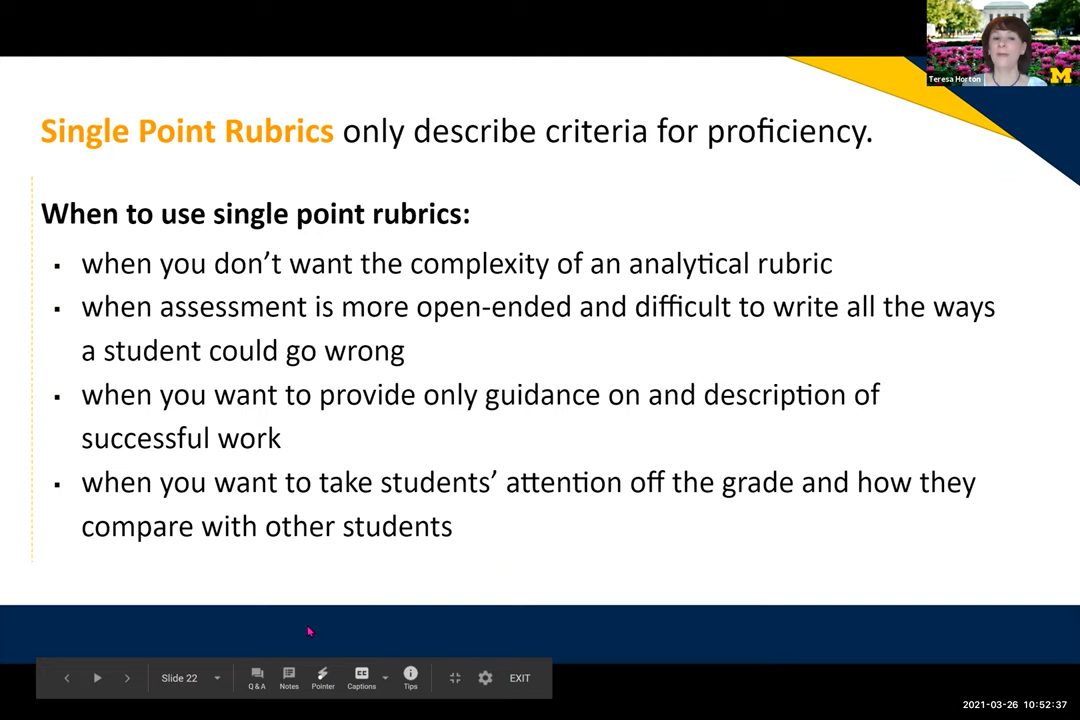 Teresa Horton
M
Single Point Rubrics only describe criteria for proficiency.
When to use single point rubrics:
▪ when you don’t want the complexity of an analytical rubric
▪ when assessment is more open-ended and difficult to write all the ways
a student could go wrong
▪ when you want to provide only guidance on and description of
successful work
▪ when you want to take students’ attention off the grade and how they
compare with other students
Slide 22
Q & A
Notes
Pointer
CC
Captions
Tips
EXIT
2021-03-26 10:52:37